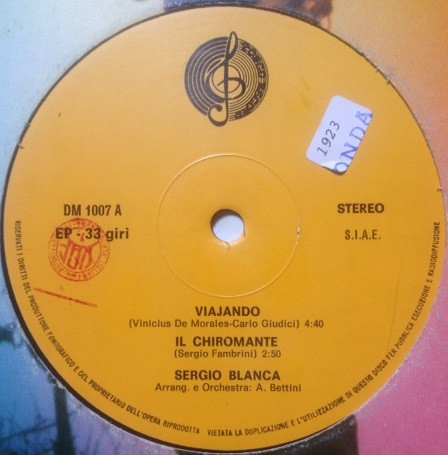 1923
ONDA
DM 1007 A
STEREO
EP - 33 giri
S.I.A.E.
VIAJANDO
(Vinicius De Morales-Carlo Giudici) 4:40
IL CHIROMANTE
(Sergio Fambrini) 2:50
SERGIO BLANCA
Arrang. e Orchestra: A. Bettini
RISERVATI I DIRITTI DEL PRODUTTORE FONOGRAFICO E DEL PROPRIETARIO DELL'OPERA RIPRODOTTA VIETATA LA DUPLICAZIONE E L'UTILIZZAZIONE DI QUESTO DISCO PER PUBBLICA ESECUZIONE E RADIODIFFUSIONE